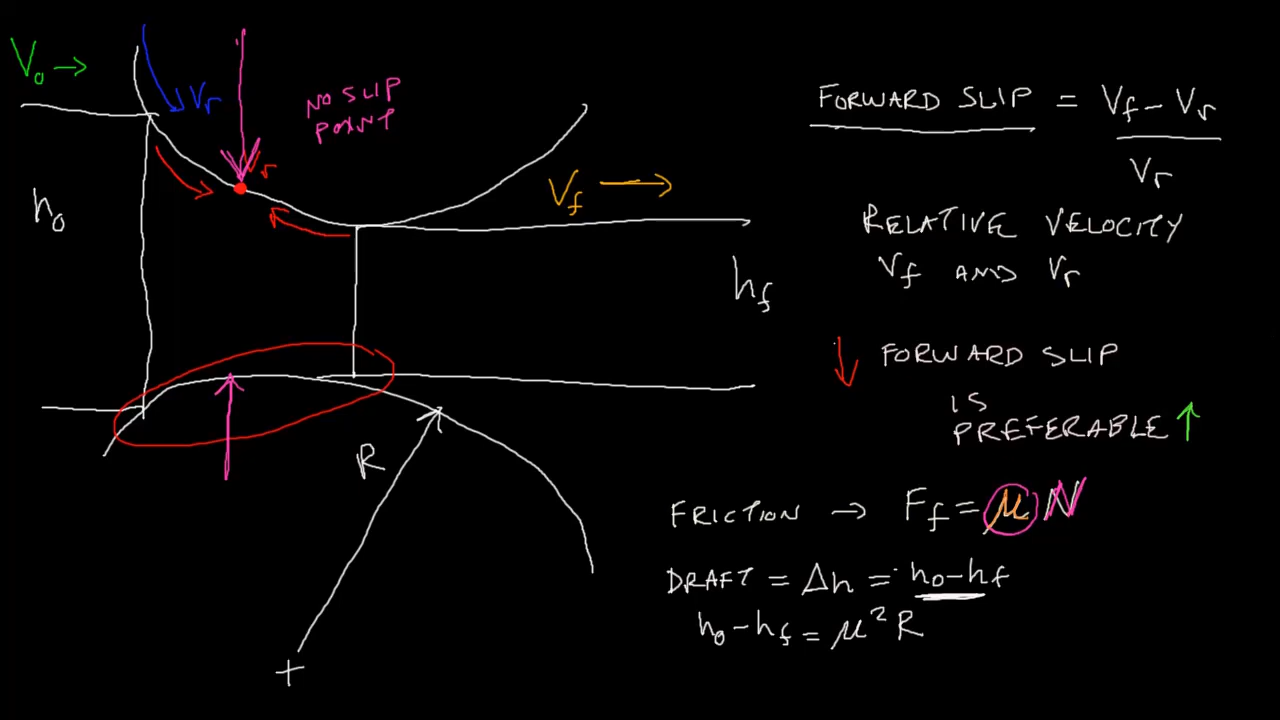 V₀ →
Vr
NO SLIP
POINT
Vr
h₀
Vf →
hf
R
FORWARD SLIP = Vf - Vr / Vr
RELATIVE VELOCITY
Vf AND Vr
↓ FORWARD SLIP
IS
PREFERABLE ↑
FRICTION → Ff = μN
DRAFT = Δh = h₀-hf
h₀-hf = μ²R